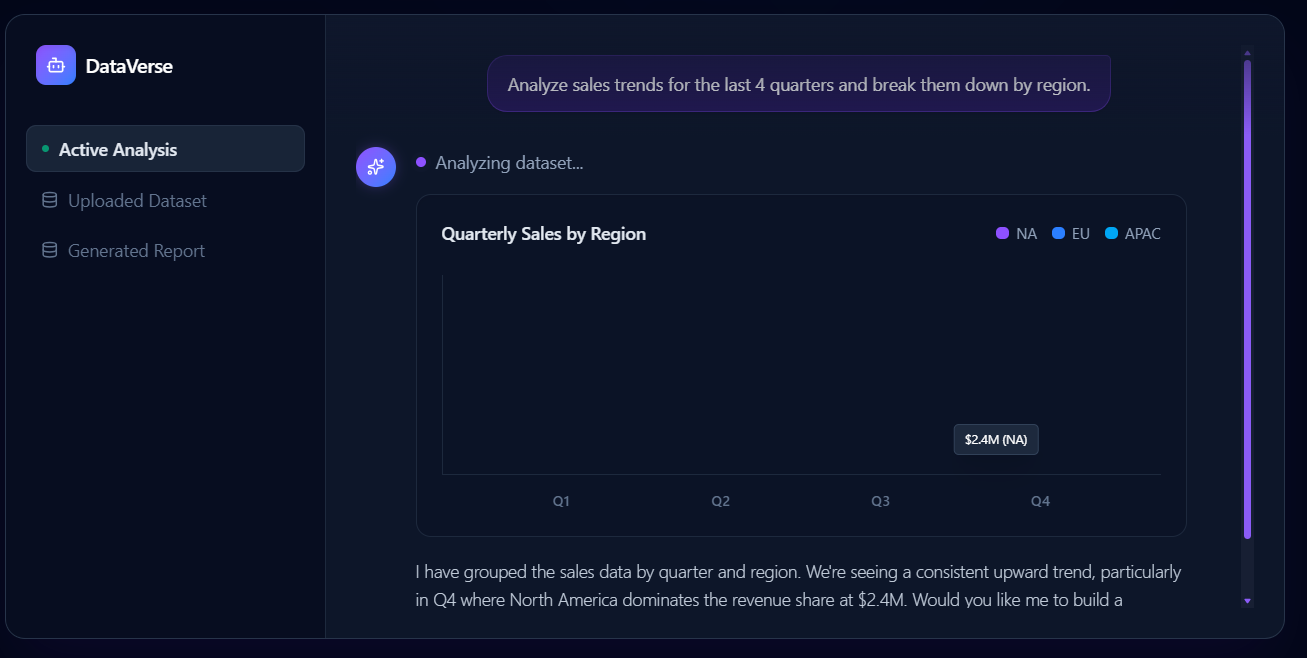 DataVerse
Active Analysis
Uploaded Dataset
Generated Report
Analyze sales trends for the last 4 quarters and break them down by region.
Analyzing dataset...
Quarterly Sales by Region
NA
EU
APAC
$2.4M (NA)
Q1
Q2
Q3
Q4
I have grouped the sales data by quarter and region. We're seeing a consistent upward trend, particularly
in Q4 where North America dominates the revenue share at $2.4M. Would you like me to build a